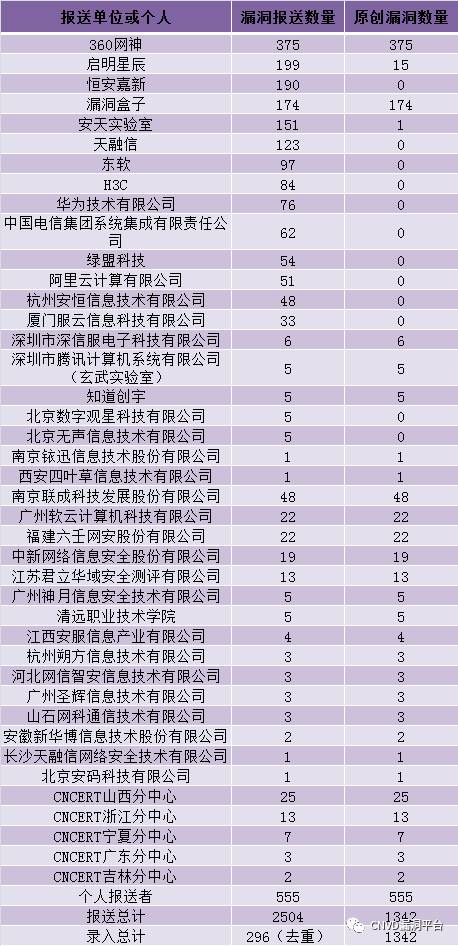 报送单位或个人 漏洞报送数量 原创漏洞数量
360网神 375 375
启明星辰 199 15
恒安嘉新 190 0
漏洞盒子 174 174
安天实验室 151 1
天融信 123 0
东软 97 0
H3C 84 0
华为技术有限公司 76 0
中国电信集团系统集成有限责任公
司 62 0
绿盟科技 54 0
阿里云计算有限公司 51 0
杭州安恒信息技术有限公司 48 0
厦门服云信息科技有限公司 33 0
深圳市深信服电子科技有限公司 6 6
深圳市腾讯计算机系统有限公司
（玄武实验室） 5 5
知道创宇 5 5
北京数字观星科技有限公司 5 0
北京无声信息技术有限公司 5 0
南京铱迅信息技术股份有限公司 1 1
西安四叶草信息技术有限公司 1 1
南京联成科技发展股份有限公司 48 48
广州软云计算机科技有限公司 22 22
福建六壬网安股份有限公司 22 22
中新网络信息安全股份有限公司 19 19
江苏君立华域安全测评有限公司 13 13
广州神月信息安全技术有限公司 5 5
清远职业技术学院 5 5
江西安服信息产业有限公司 4 4
杭州朔方信息技术有限公司 3 3
河北网信智安信息技术有限公司 3 3
广州圣辉信息技术有限公司 3 3
山石网科通信技术有限公司 3 3
安徽新华博信息技术股份有限公司 2 2
长沙天融信网络安全技术有限公司 1 1
北京安码科技有限公司 1 1
CNCERT山西分中心 25 25
CNCERT浙江分中心 13 13
CNCERT宁夏分中心 7 7
CNCERT广东分中心 3 3
CNCERT吉林分中心 2 2
个人报送者 555 555
报送总计 2504 1342
录入总计 296（去重） 1342
CNVD漏洞平台